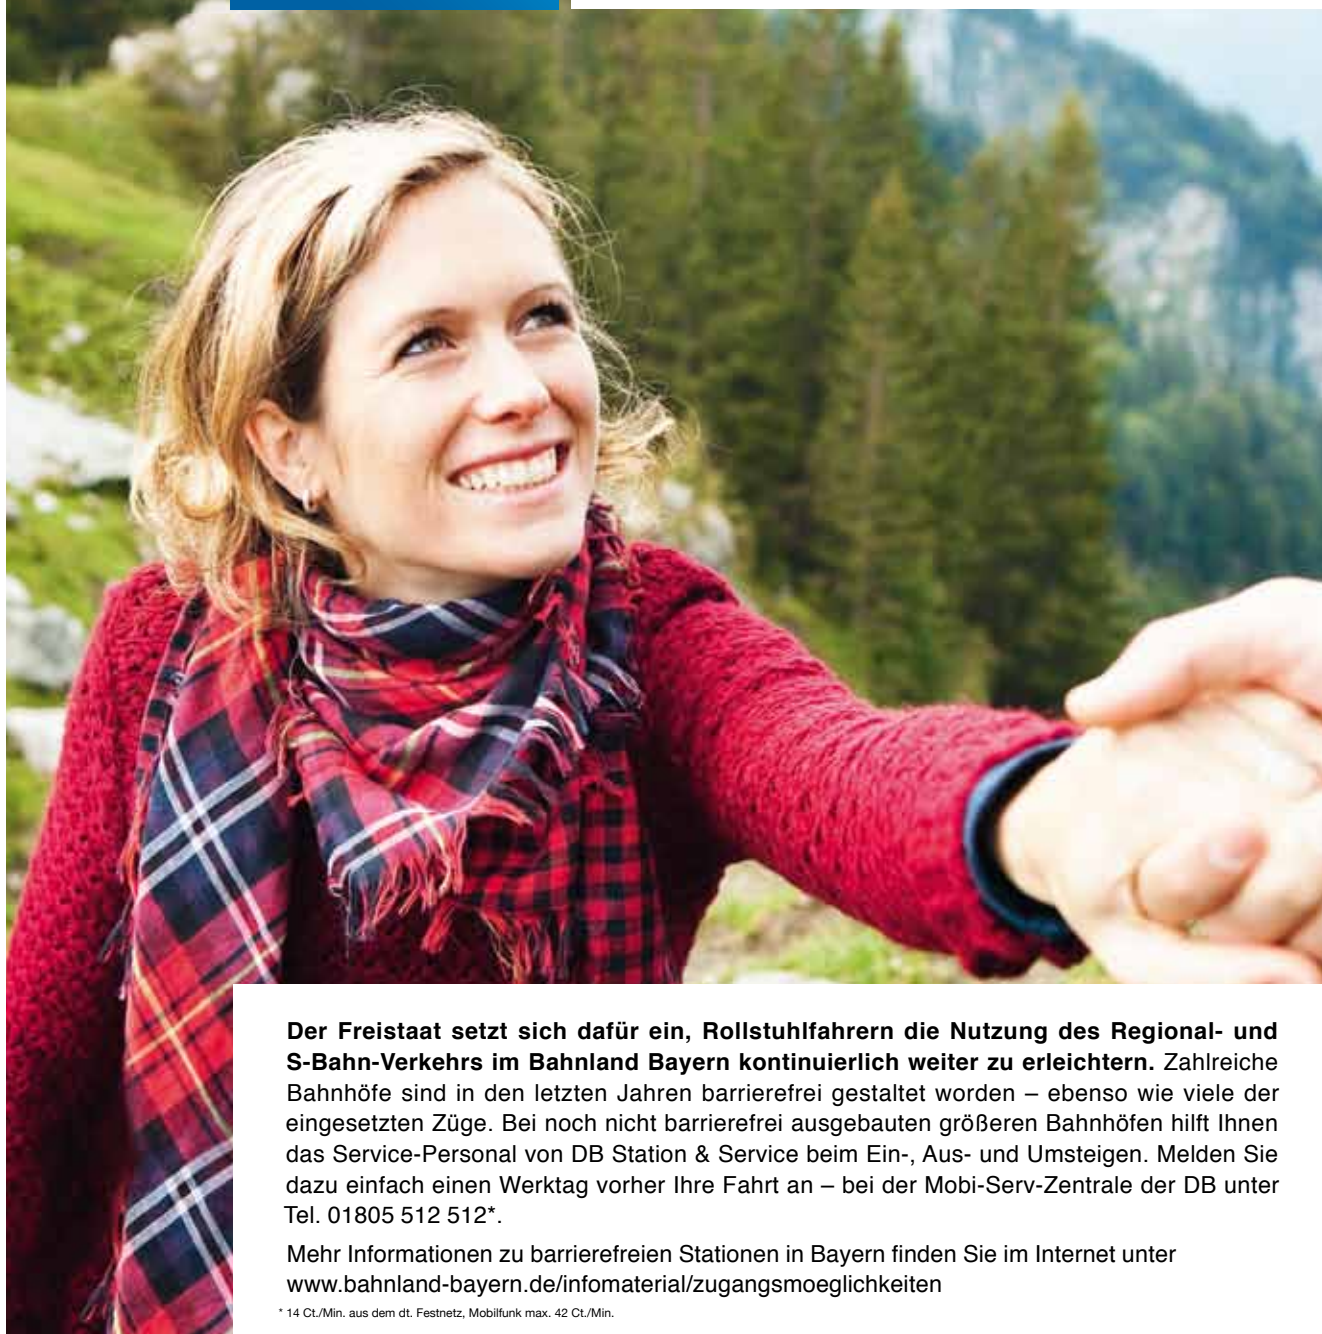 Der Freistaat setzt sich dafür ein, Rollstuhlfahrern die Nutzung des Regional- und
S-Bahn-Verkehrs im Bahnland Bayern kontinuierlich weiter zu erleichtern. Zahlreiche
Bahnhöfe sind in den letzten Jahren barrierefrei gestaltet worden – ebenso wie viele der
eingesetzten Züge. Bei noch nicht barrierefrei ausgebauten größeren Bahnhöfen hilft Ihnen
das Service-Personal von DB Station & Service beim Ein-, Aus- und Umsteigen. Melden Sie
dazu einfach einen Werktag vorher Ihre Fahrt an – bei der Mobi-Serv-Zentrale der DB unter
Tel. 01805 512 512*.
Mehr Informationen zu barrierefreien Stationen in Bayern finden Sie im Internet unter
www.bahnland-bayern.de/infomaterial/zugangsmoeglichkeiten
* 14 Ct./Min. aus dem dt. Festnetz, Mobilfunk max. 42 Ct./Min.